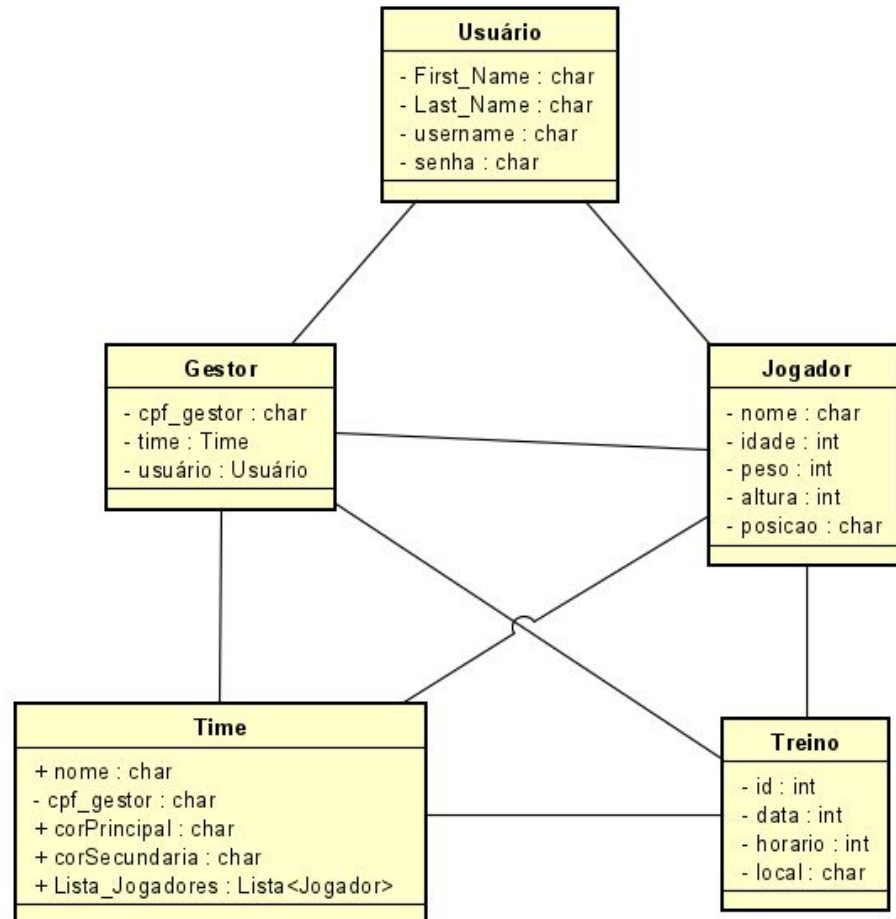 Usuário
- First_Name : char
- Last_Name : char
- username : char
- senha : char
Gestor
- cpf_gestor : char
- time : Time
- usuário : Usuário
Jogador
- nome : char
- idade : int
- peso : int
- altura : int
- posicao : char
Time
+ nome : char
- cpf_gestor : char
+ corPrincipal : char
+ corSecundaria : char
+ Lista_Jogadores : Lista<Jogador>
Treino
- id : int
- data : int
- horario : int
- local : char